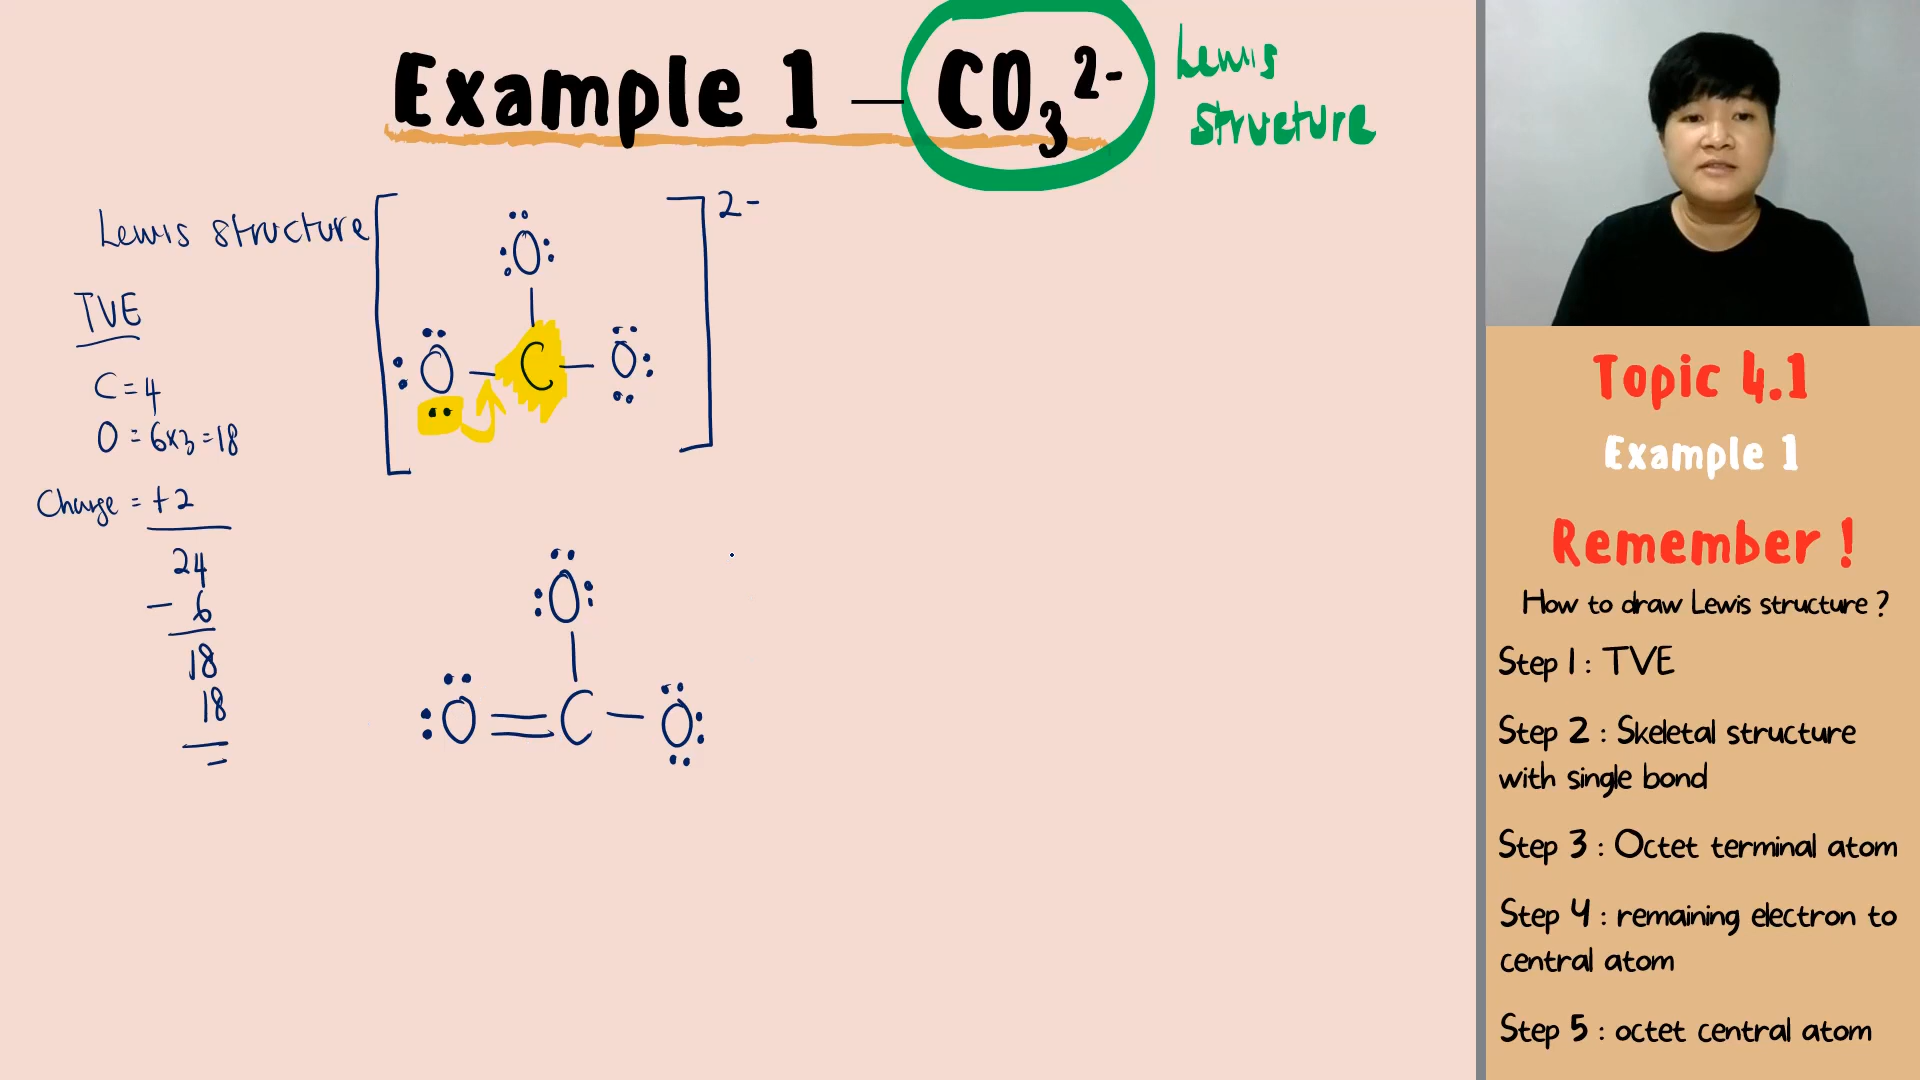 Example 1 — CO₃²⁻
Lewis
structure
Lewis structure
2-
O
O - C - O
TVE
C = 4
O = 6x3 = 18
Charge = +2
24
- 6
18
18
O
O = C - O
Topic 4.1
Example 1
Remember !
How to draw Lewis structure ?
Step 1 : TVE
Step 2 : Skeletal structure
with single bond
Step 3 : Octet terminal atom
Step 4 : remaining electron to
central atom
Step 5 : octet central atom